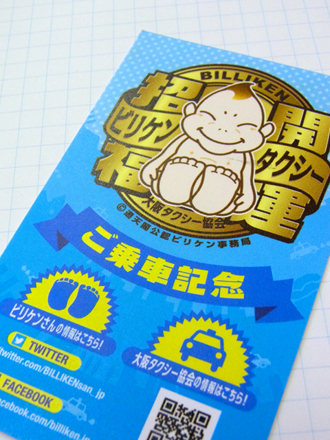 BILLIKEN
招福
開運
ビリケン
タクシー
大阪タクシー協会
©通天閣公認ビリケン事務局
ご乗車記念
ビリケンさんの情報はこちら!
大阪タクシー協会の情報はこちら!
TWITTER
twitter.com/BILLIKENsan_jp
FACEBOOK
facebook.com/billiken.jp